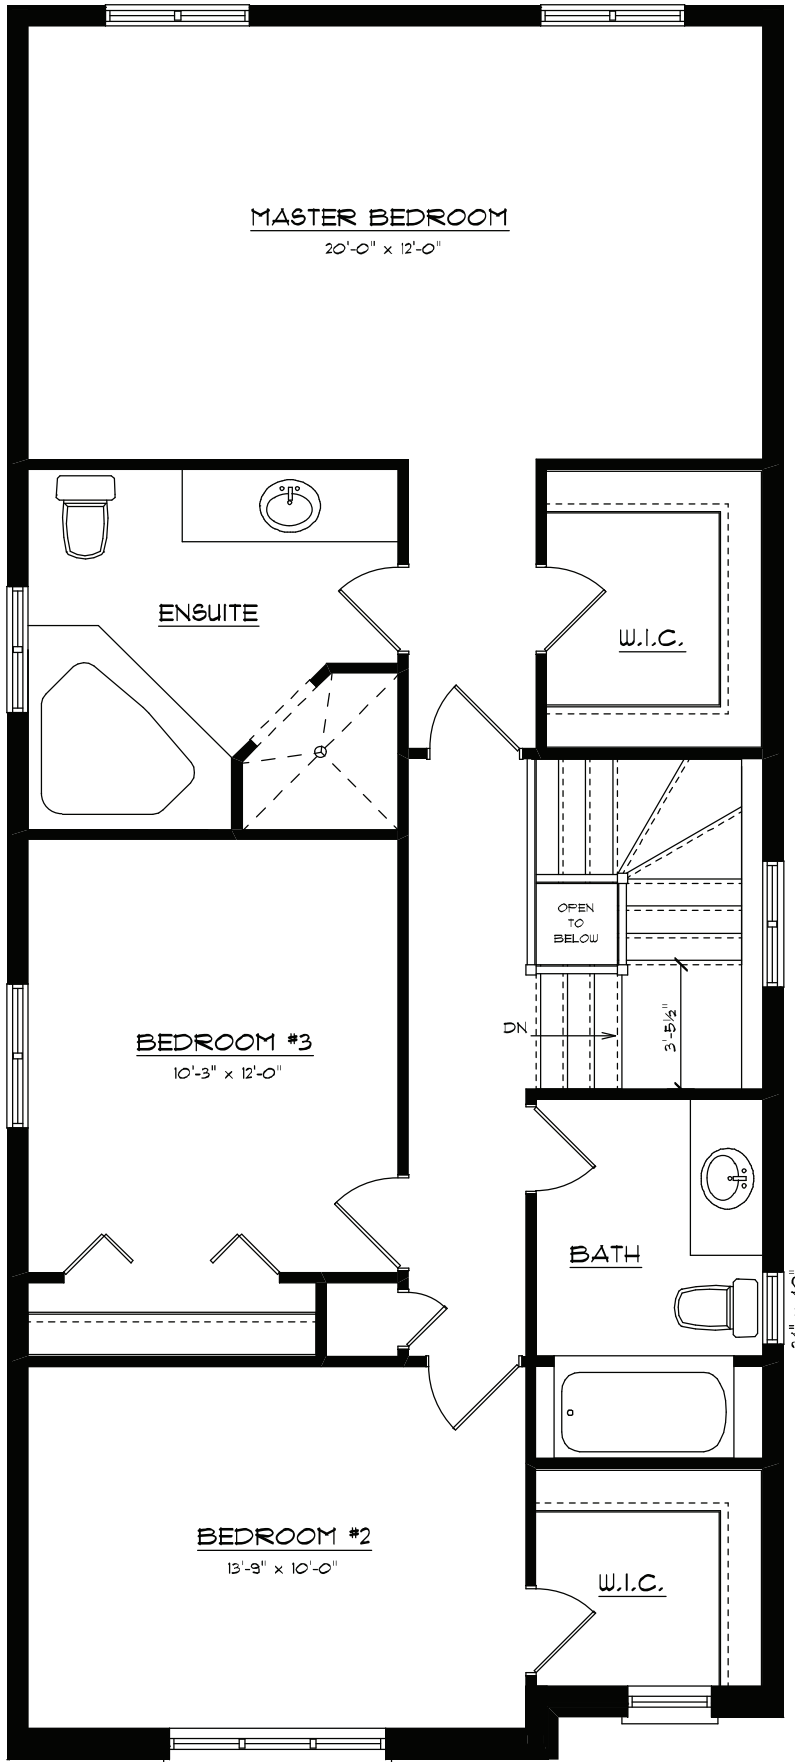 MASTER BEDROOM
20'-0" x 12'-0"
ENSUITE
W.I.C.
OPEN
TO
BELOW
DN
3'-5½"
BEDROOM #3
10'-3" x 12'-0"
BATH
BEDROOM #2
13'-9" x 10'-0"
W.I.C.